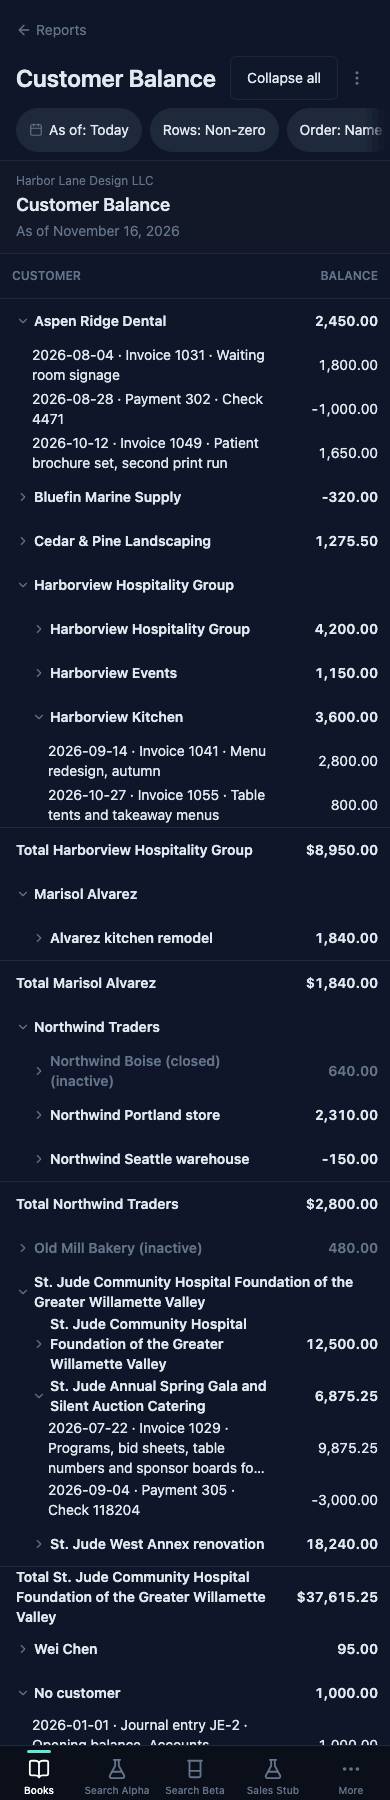 Reports
Customer Balance
Collapse all
As of: Today
Rows: Non-zero
Order: Name
Harbor Lane Design LLC
Customer Balance
As of November 16, 2026
CUSTOMER BALANCE
Aspen Ridge Dental 2,450.00
2026-08-04 · Invoice 1031 · Waiting
room signage
1,800.00
2026-08-28 · Payment 302 · Check
4471
-1,000.00
2026-10-12 · Invoice 1049 · Patient
brochure set, second print run
1,650.00
Bluefin Marine Supply -320.00
Cedar & Pine Landscaping 1,275.50
Harborview Hospitality Group
Harborview Hospitality Group 4,200.00
Harborview Events 1,150.00
Harborview Kitchen 3,600.00
2026-09-14 · Invoice 1041 · Menu
redesign, autumn
2,800.00
2026-10-27 · Invoice 1055 · Table
tents and takeaway menus
800.00
Total Harborview Hospitality Group $8,950.00
Marisol Alvarez
Alvarez kitchen remodel 1,840.00
Total Marisol Alvarez $1,840.00
Northwind Traders
Northwind Boise (closed)
(inactive)
640.00
Northwind Portland store 2,310.00
Northwind Seattle warehouse -150.00
Total Northwind Traders $2,800.00
Old Mill Bakery (inactive) 480.00
St. Jude Community Hospital Foundation of the
Greater Willamette Valley
St. Jude Community Hospital
Foundation of the Greater
Willamette Valley
12,500.00
St. Jude Annual Spring Gala and
Silent Auction Catering
6,875.25
2026-07-22 · Invoice 1029 ·
Programs, bid sheets, table
numbers and sponsor boards fo...
9,875.25
2026-09-04 · Payment 305 ·
Check 118204
-3,000.00
St. Jude West Annex renovation 18,240.00
Total St. Jude Community Hospital
Foundation of the Greater Willamette
Valley
$37,615.25
Wei Chen 95.00
No customer 1,000.00
2026-01-01 · Journal entry JE-2 ·
Opening balance, Accounts
1,000.00
Books
Search Alpha
Search Beta
Sales Stub
More